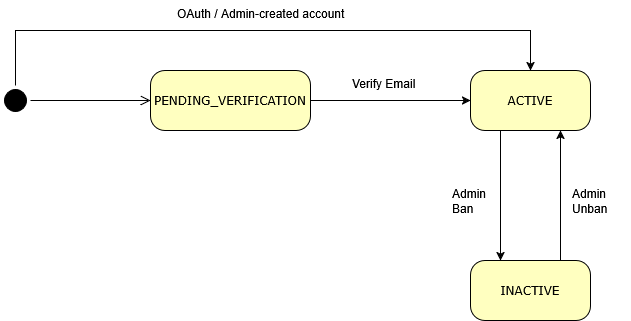 OAuth / Admin-created account
PENDING_VERIFICATION
Verify Email
ACTIVE
Admin
Ban
Admin
Unban
INACTIVE